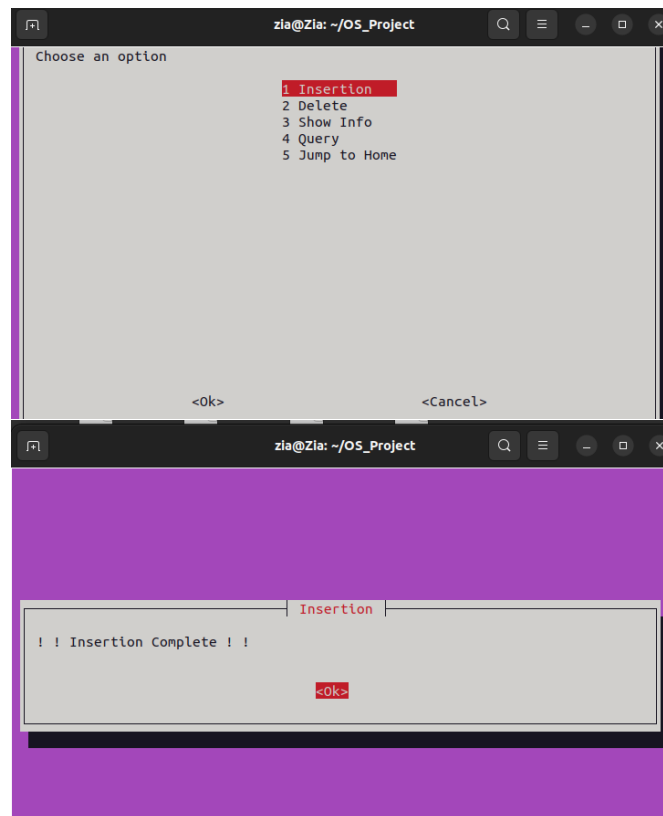 zia@Zia: ~/OS_Project
Choose an option
1 Insertion
2 Delete
3 Show Info
4 Query
5 Jump to Home
<Ok> <Cancel>
zia@Zia: ~/OS_Project
Insertion
! ! Insertion Complete ! !
<Ok>